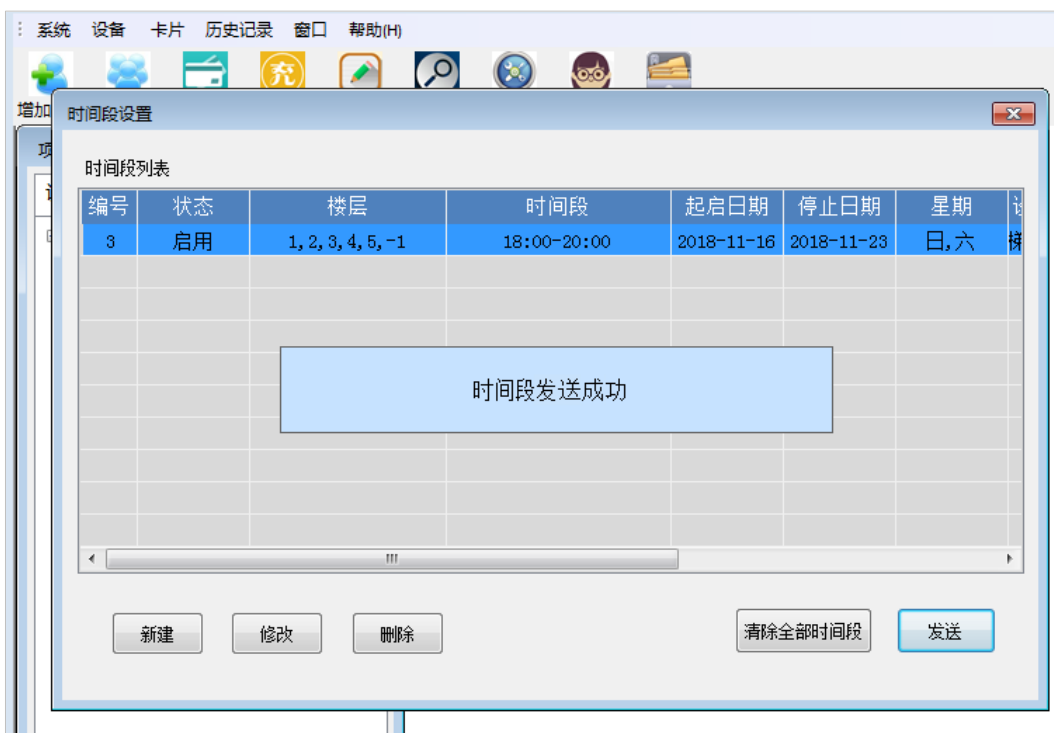 系统 设备 卡片 历史记录 窗口 帮助(H)
充
增加
时间段设置
时间段列表
编号 状态 楼层 时间段 起启日期 停止日期 星期
3 启用 1,2,3,4,5,-1 18:00-20:00 2018-11-16 2018-11-23 日,六
时间段发送成功
新建 修改 删除 清除全部时间段 发送